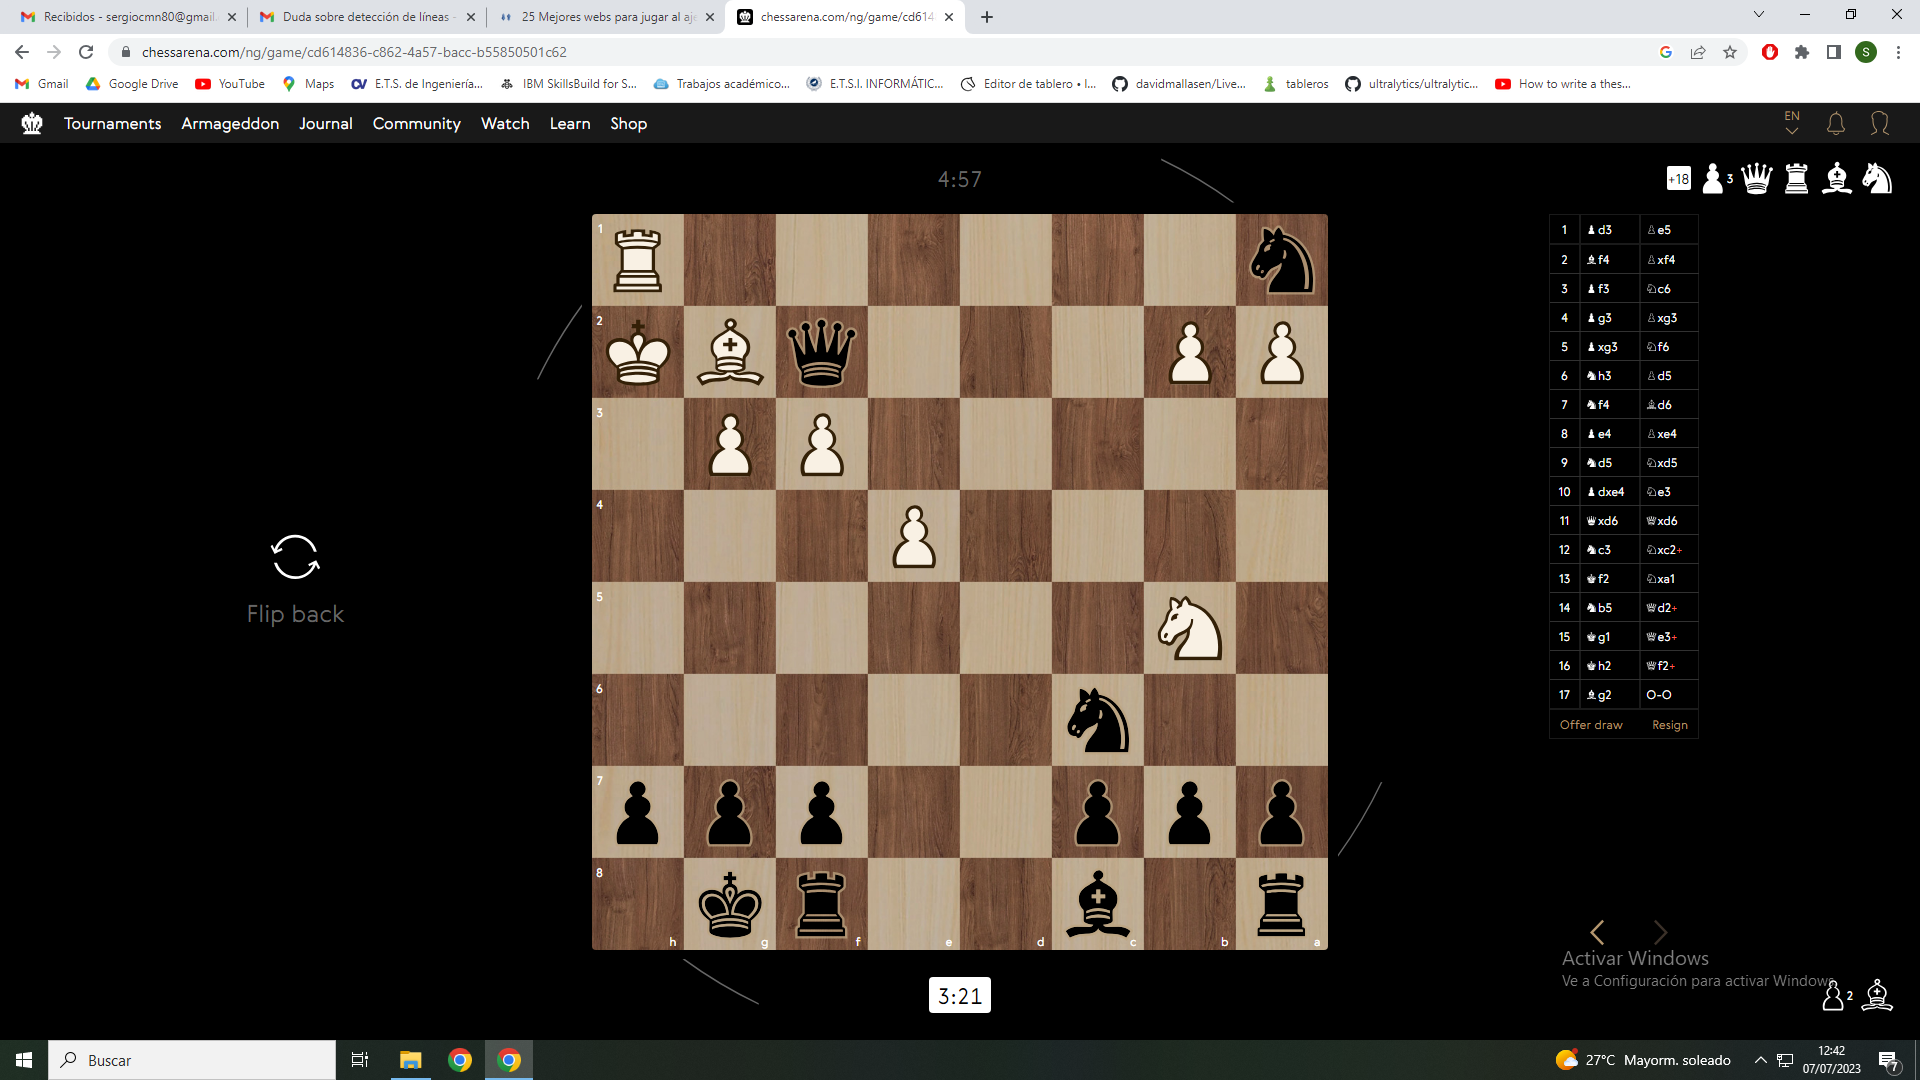 Recibidos - sergiocmn80@gmail.
Duda sobre detección de líneas -
25 Mejores webs para jugar al aje
chessarena.com/ng/game/cd614
chessarena.com/ng/game/cd614836-c862-4a57-bacc-b55850501c62
S
Gmail
Google Drive
YouTube
Maps
E.T.S. de Ingeniería...
IBM SkillsBuild for S...
Trabajos académico...
E.T.S.I. INFORMÁTIC...
Editor de tablero • l...
davidmallasen/Live...
tableros
ultralytics/ultralytic...
How to write a thes...
Tournaments
Armageddon
Journal
Community
Watch
Learn
Shop
EN
4:57
+18
3
1
2
3
4
5
6
7
8
h g f e d c b a
Flip back
1 ♟d3 ♙e5
2 ♝f4 ♙xf4
3 ♟f3 ♘c6
4 ♟g3 ♙xg3
5 ♟xg3 ♘f6
6 ♞h3 ♙d5
7 ♞f4 ♗d6
8 ♟e4 ♙xe4
9 ♞d5 ♘xd5
10 ♟dxe4 ♘e3
11 ♛xd6 ♕xd6
12 ♞c3 ♘xc2+
13 ♚f2 ♘xa1
14 ♞b5 ♕d2+
15 ♚g1 ♕e3+
16 ♚h2 ♕f2+
17 ♝g2 O-O
Offer draw Resign
Activar Windows
Ve a Configuración para activar Windows.
2
3:21
Buscar
27°C Mayorm. soleado
12:42
07/07/2023
7